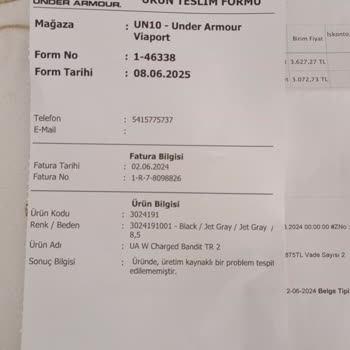 UNDER ARMOUR. ÜRÜN TESLİM FORMU
Mağaza : UN10 - Under Armour
Viaport
Form No : 1-46338
Form Tarihi : 08.06.2025
Telefon : 5415775737
E-Mail :
Fatura Bilgisi
Fatura Tarihi : 02.06.2024
Fatura No : 1-R-7-8098826
Ürün Bilgisi
Ürün Kodu : 3024191
Renk / Beden : 3024191001 - Black / Jet Gray / Jet Gray /
8,5
Ürün Adı : UA W Charged Bandit TR 2
Sonuç Bilgisi : Üründe, üretim kaynaklı bir problem tespit
edilememiştir.
Birim Fiyat İskonto
3.627,27 TL
5.072,73 TL
.2024 00:00:00 #ZNo
875TL Vade Sayısı 2
2-06-2024 Belge Tipi